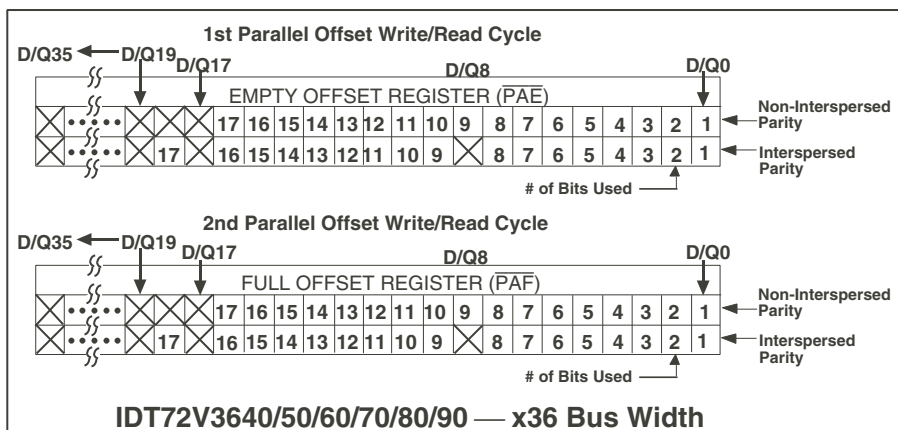 1st Parallel Offset Write/Read Cycle
D/Q35 D/Q19 D/Q17 D/Q8 D/Q0
EMPTY OFFSET REGISTER (PAE)
17 16 15 14 13 12 11 10 9 8 7 6 5 4 3 2 1 Non-Interspersed Parity
17 16 15 14 13 12 11 10 9 8 7 6 5 4 3 2 1 Interspersed Parity
# of Bits Used
2nd Parallel Offset Write/Read Cycle
D/Q35 D/Q19 D/Q17 D/Q8 D/Q0
FULL OFFSET REGISTER (PAF)
17 16 15 14 13 12 11 10 9 8 7 6 5 4 3 2 1 Non-Interspersed Parity
17 16 15 14 13 12 11 10 9 8 7 6 5 4 3 2 1 Interspersed Parity
# of Bits Used
IDT72V3640/50/60/70/80/90 — x36 Bus Width